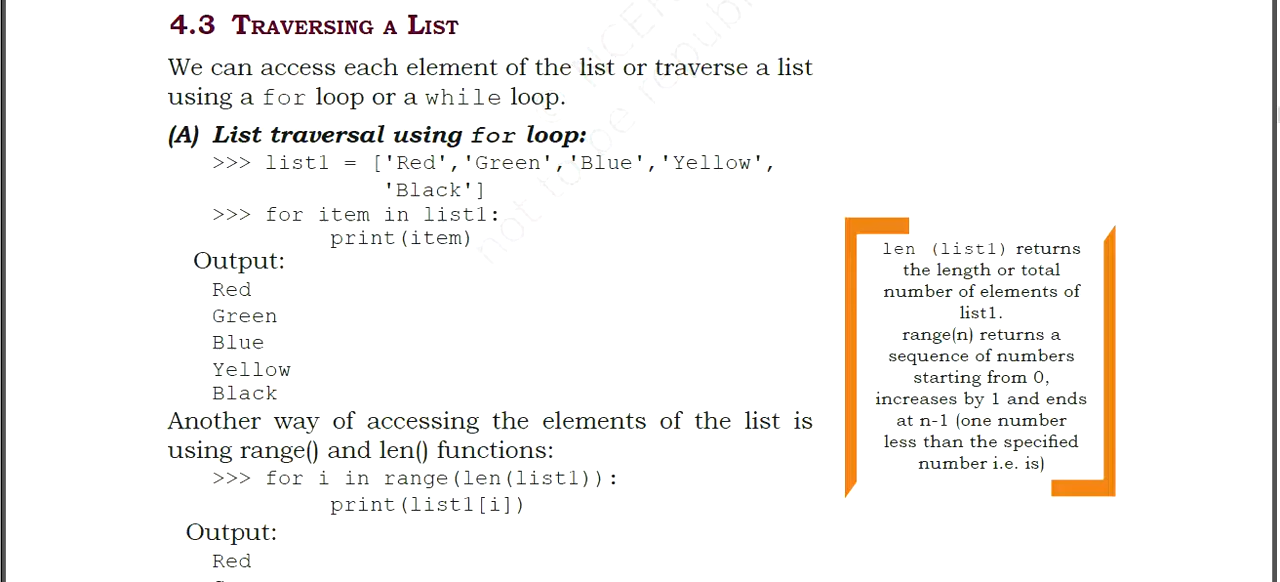 4.3 Traversing a List
We can access each element of the list or traverse a list
using a for loop or a while loop.
(A) List traversal using for loop:
>>> list1 = ['Red','Green','Blue','Yellow',
'Black']
>>> for item in list1:
print(item)
Output:
Red
Green
Blue
Yellow
Black
Another way of accessing the elements of the list is
using range() and len() functions:
>>> for i in range(len(list1)):
print(list1[i])
Output:
Red
len (list1) returns
the length or total
number of elements of
list1.
range(n) returns a
sequence of numbers
starting from 0,
increases by 1 and ends
at n-1 (one number
less than the specified
number i.e. is)
not to be republ